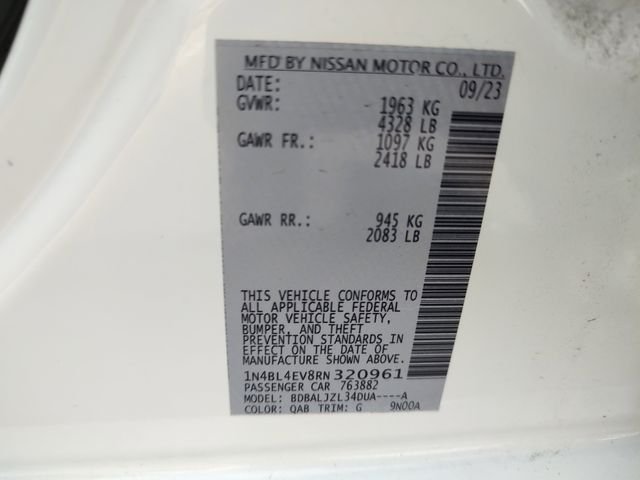 MFD BY NISSAN MOTOR CO., LTD.
DATE: 09/23
GVWR: 1963 KG
4328 LB
GAWR FR.: 1097 KG
2418 LB
GAWR RR.: 945 KG
2083 LB
THIS VEHICLE CONFORMS TO
ALL APPLICABLE FEDERAL
MOTOR VEHICLE SAFETY,
BUMPER, AND THEFT
PREVENTION STANDARDS IN
EFFECT ON THE DATE OF
MANUFACTURE SHOWN ABOVE.
1N4BL4EV8RN320961
PASSENGER CAR 763882
MODEL: BDBALJZL34DUA----A
COLOR: QAB TRIM: G 9N00A